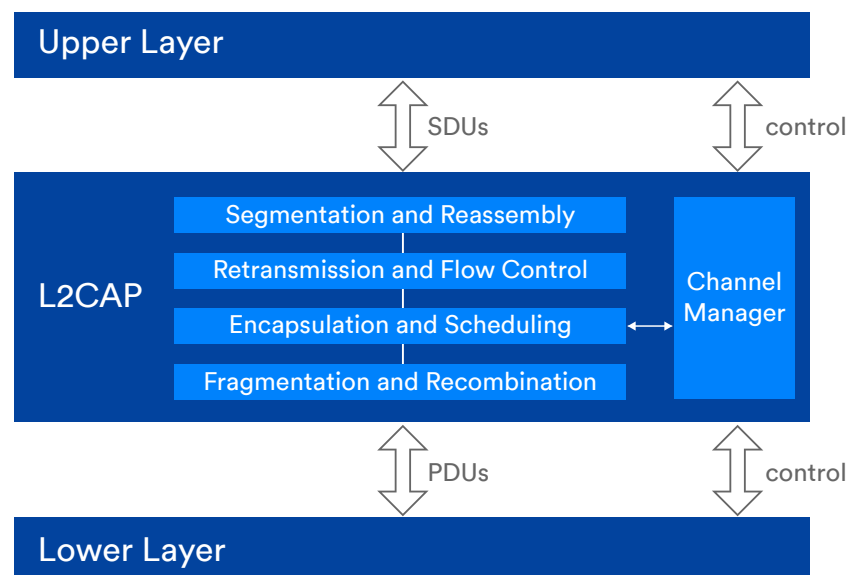 Upper Layer
SDUs
control
L2CAP
Segmentation and Reassembly
Retransmission and Flow Control
Encapsulation and Scheduling
Fragmentation and Recombination
Channel
Manager
PDUs
control
Lower Layer